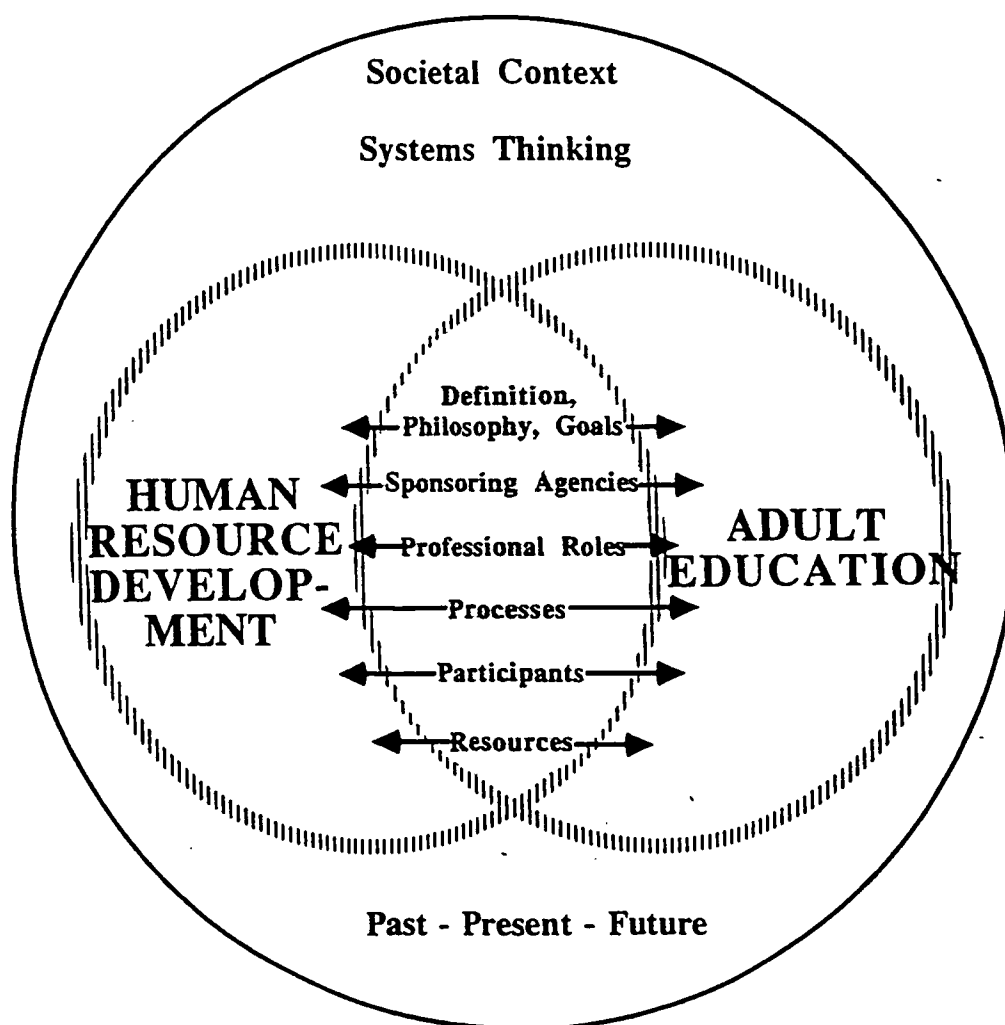 Societal Context
Systems Thinking
Definition,
Philosophy, Goals
Sponsoring Agencies
Professional Roles
Processes
Participants
Resources
HUMAN
RESOURCE
DEVELOP-
MENT
ADULT
EDUCATION
Past - Present - Future